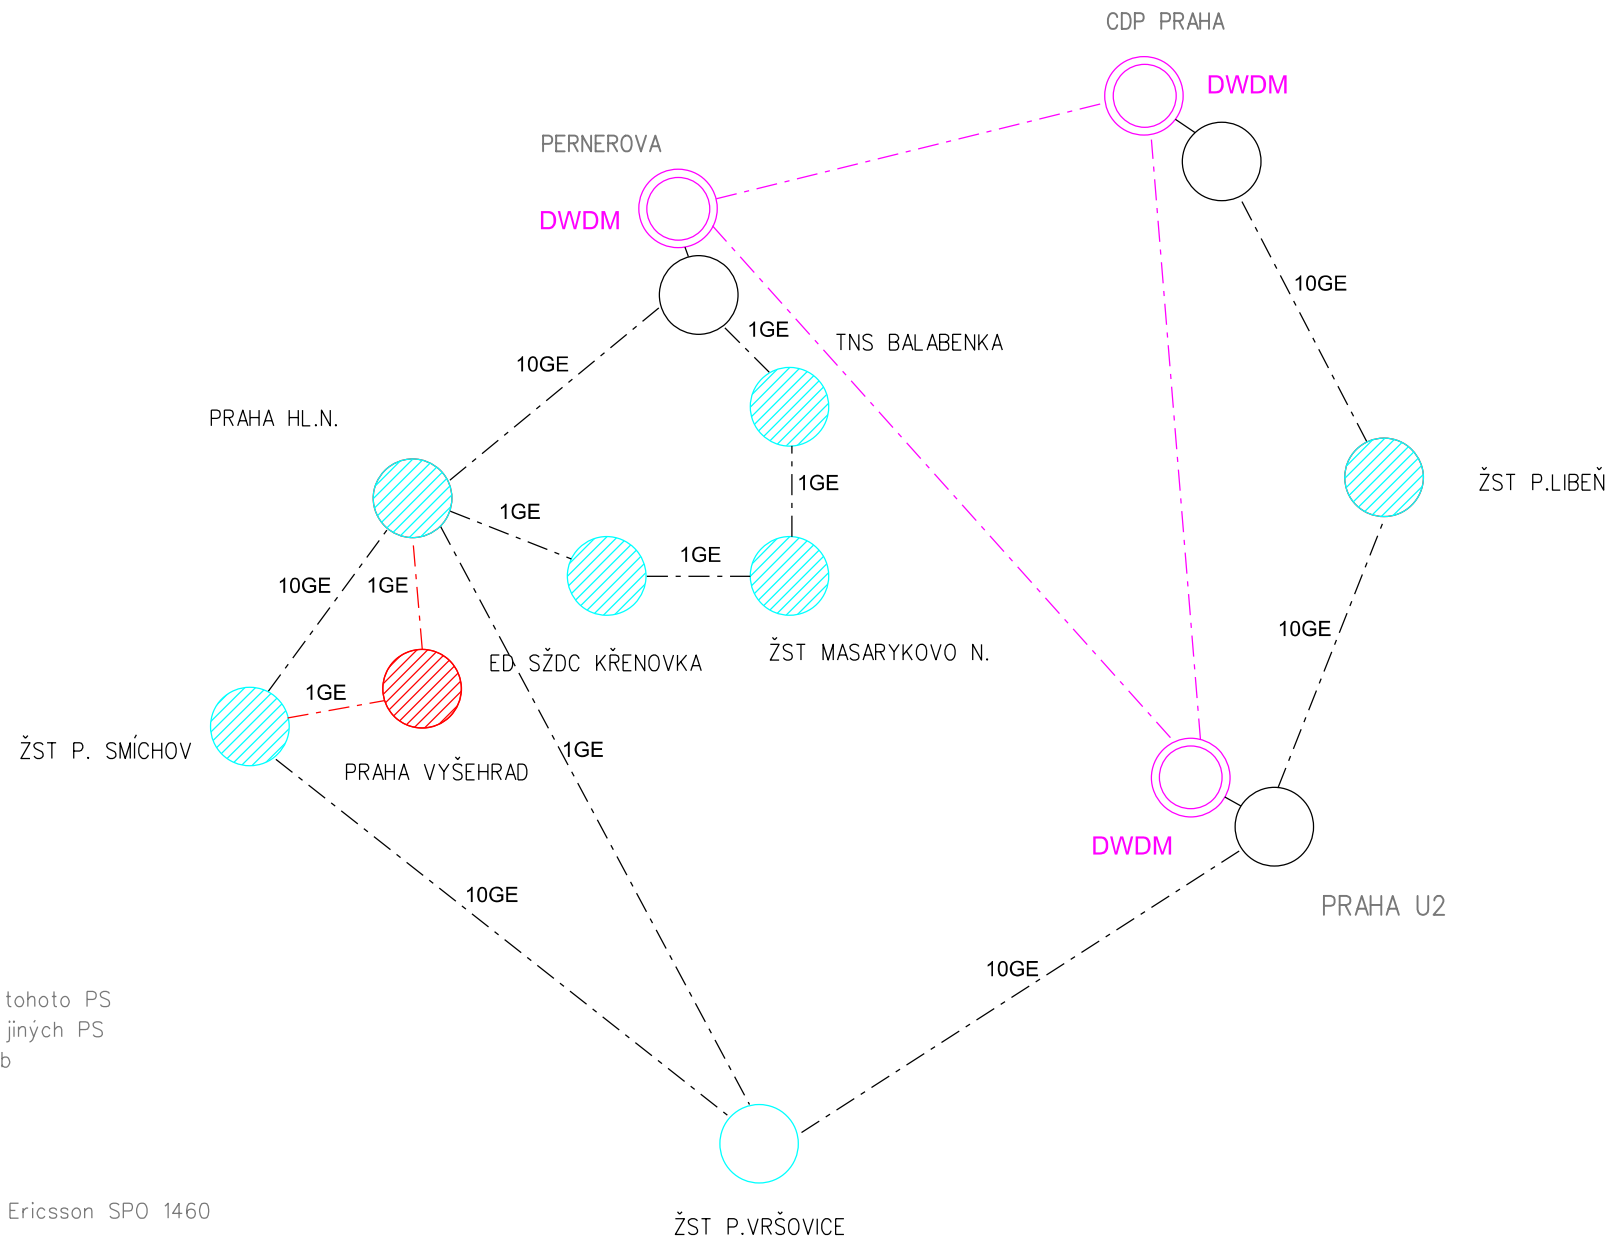 CDP PRAHA
DWDM
PERNEROVA
DWDM
10GE
1GE
TNS BALABENKA
10GE
PRAHA HL.N.
1GE
ŽST P.LIBEŇ
1GE
1GE
10GE
1GE
10GE
ED SŽDC KŘENOVKA
ŽST MASARYKOVO N.
1GE
ŽST P. SMÍCHOV
1GE
PRAHA VYŠEHRAD
DWDM
10GE
PRAHA U2
10GE
tohoto PS
jiných PS
b
Ericsson SPO 1460
ŽST P.VRŠOVICE